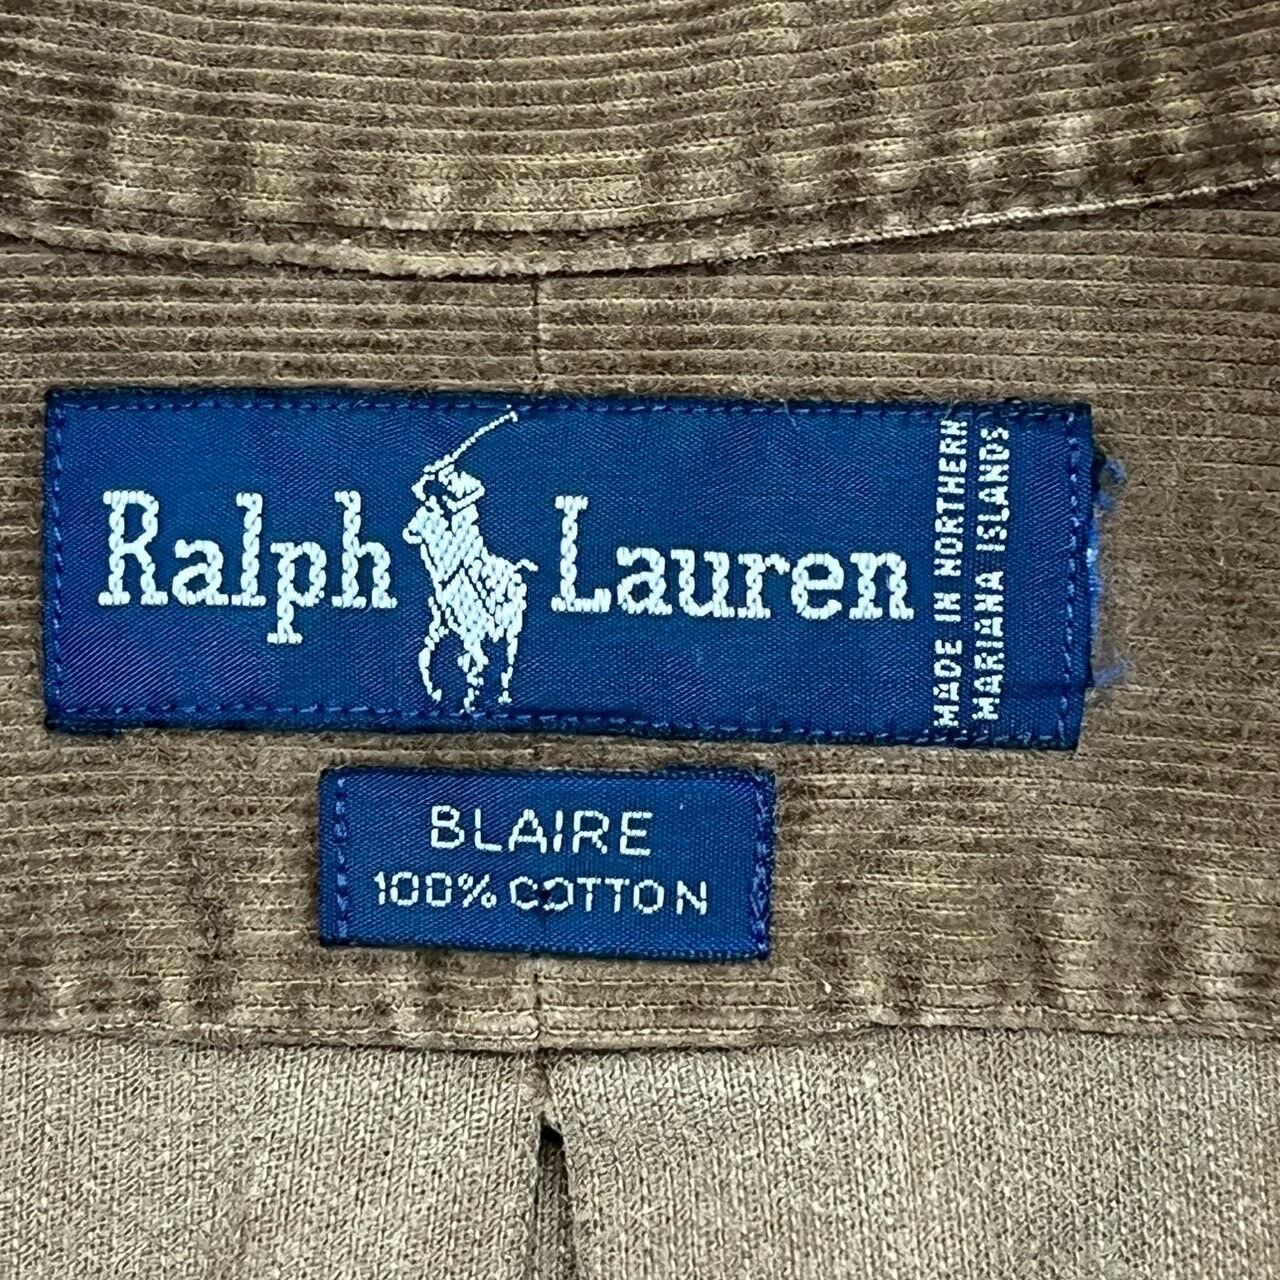 Ralph Lauren
MADE IN NORTHERN
MARIANA ISLANDS
BLAIRE
100% COTTON